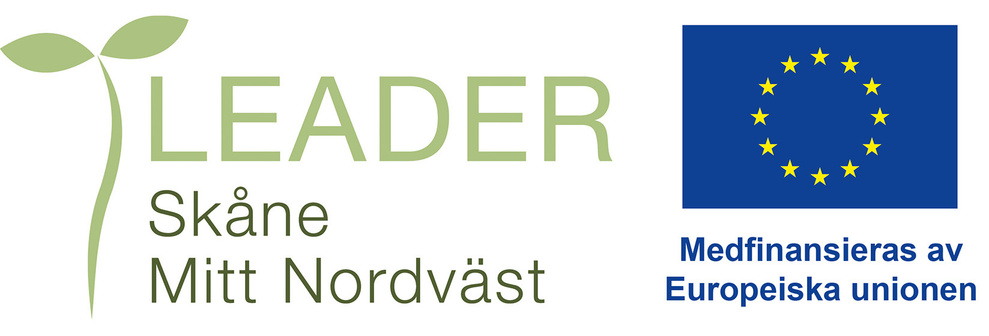 LEADER
Skåne
Mitt Nordväst
Medfinansieras av
Europeiska unionen